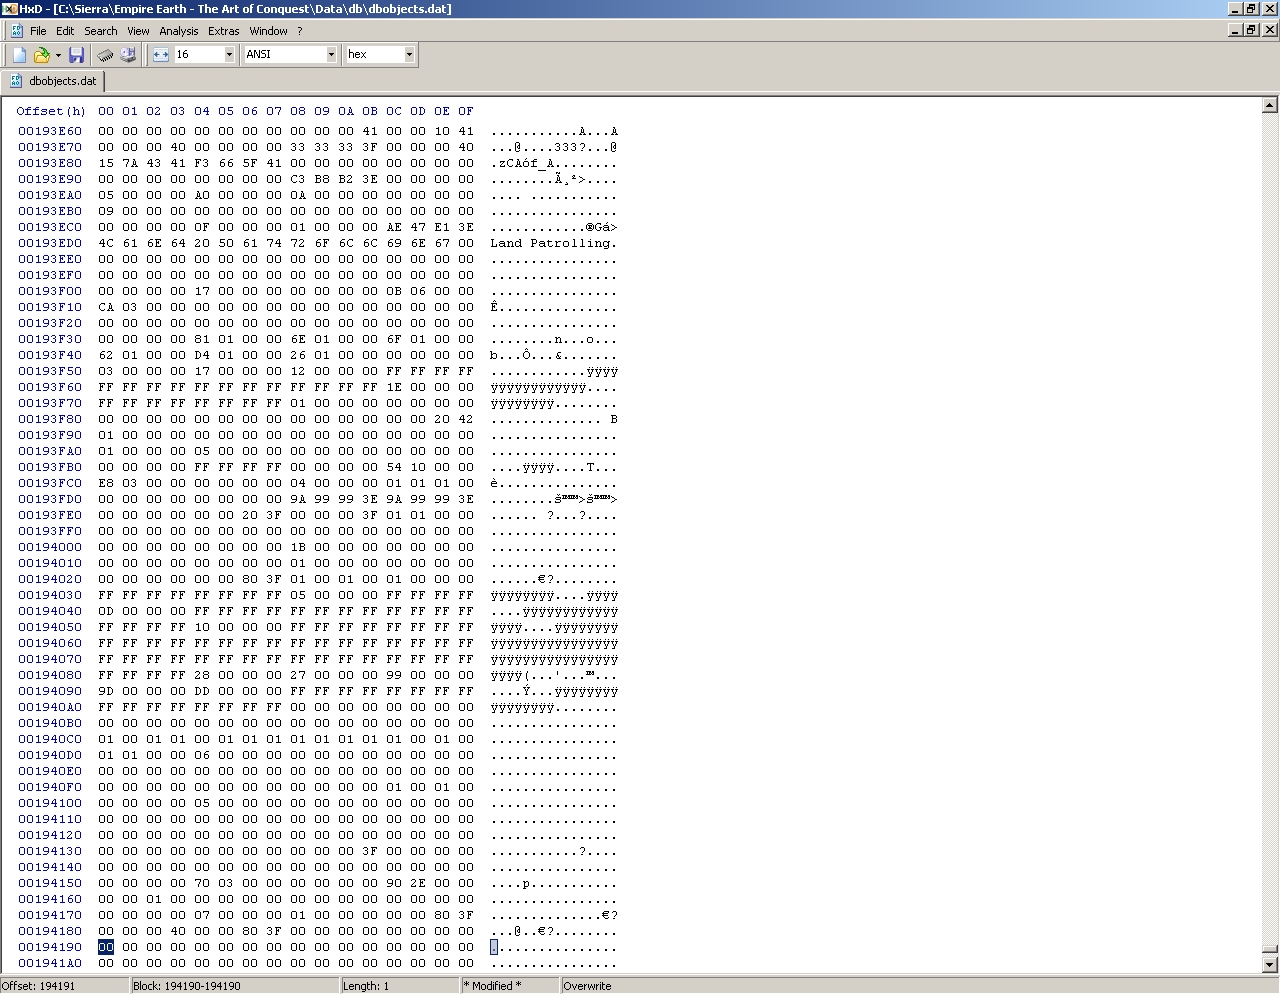 HxD - [C:\Sierra\Empire Earth - The Art of Conquest\Data\db\dbobjects.dat]
File Edit Search View Analysis Extras Window ?
16 ANSI hex
dbobjects.dat
Offset(h) 00 01 02 03 04 05 06 07 08 09 0A 0B 0C 0D 0E 0F
00193E60 00 00 00 00 00 00 00 00 00 00 00 41 00 00 10 41 ...........A...A
00193E70 00 00 00 40 00 00 00 00 33 33 33 3F 00 00 00 40 ...@....333?...@
00193E80 15 7A 43 41 F3 66 5F 41 00 00 00 00 00 00 00 00 .zCAóf_A........
00193E90 00 00 00 00 00 00 00 00 C3 B8 B2 3E 00 00 00 00 ........Ã¸²>....
00193EA0 05 00 00 00 A0 00 00 00 0A 00 00 00 00 00 00 00 .... ...........
00193EB0 09 00 00 00 00 00 00 00 00 00 00 00 00 00 00 00 ................
00193EC0 00 00 00 00 0F 00 00 00 01 00 00 00 AE 47 E1 3E ............®Gá>
00193ED0 4C 61 6E 64 20 50 61 74 72 6F 6C 6C 69 6E 67 00 Land Patrolling.
00193EE0 00 00 00 00 00 00 00 00 00 00 00 00 00 00 00 00 ................
00193EF0 00 00 00 00 00 00 00 00 00 00 00 00 00 00 00 00 ................
00193F00 00 00 00 00 17 00 00 00 00 00 00 00 0B 06 00 00 ................
00193F10 CA 03 00 00 00 00 00 00 00 00 00 00 00 00 00 00 Ê...............
00193F20 00 00 00 00 00 00 00 00 00 00 00 00 00 00 00 00 ................
00193F30 00 00 00 00 81 01 00 00 6E 01 00 00 6F 01 00 00 ........n...o...
00193F40 62 01 00 00 D4 01 00 00 26 01 00 00 00 00 00 00 b...Ô...&.......
00193F50 03 00 00 00 17 00 00 00 12 00 00 00 FF FF FF FF ............ÿÿÿÿ
00193F60 FF FF FF FF FF FF FF FF FF FF FF FF 1E 00 00 00 ÿÿÿÿÿÿÿÿÿÿÿÿ....
00193F70 FF FF FF FF FF FF FF FF 01 00 00 00 00 00 00 00 ÿÿÿÿÿÿÿÿ........
00193F80 00 00 00 00 00 00 00 00 00 00 00 00 00 00 20 42 .............. B
00193F90 01 00 00 00 00 00 00 00 00 00 00 00 00 00 00 00 ................
00193FA0 01 00 00 00 05 00 00 00 00 00 00 00 00 00 00 00 ................
00193FB0 00 00 00 00 FF FF FF FF 00 00 00 00 54 10 00 00 ....ÿÿÿÿ....T...
00193FC0 E8 03 00 00 00 00 00 00 04 00 00 00 01 01 01 00 è...............
00193FD0 00 00 00 00 00 00 00 00 9A 99 99 3E 9A 99 99 3E ........š™™>š™™>
00193FE0 00 00 00 00 00 00 20 3F 00 00 00 3F 01 01 00 00 ...... ?...?....
00193FF0 00 00 00 00 00 00 00 00 00 00 00 00 00 00 00 00 ................
00194000 00 00 00 00 00 00 00 00 1B 00 00 00 00 00 00 00 ................
00194010 00 00 00 00 00 00 00 00 01 00 00 00 00 00 00 00 ................
00194020 00 00 00 00 00 00 80 3F 01 00 01 00 01 00 00 00 ......€?........
00194030 FF FF FF FF FF FF FF FF 05 00 00 00 FF FF FF FF ÿÿÿÿÿÿÿÿ....ÿÿÿÿ
00194040 0D 00 00 00 FF FF FF FF FF FF FF FF FF FF FF FF ....ÿÿÿÿÿÿÿÿÿÿÿÿ
00194050 FF FF FF FF 10 00 00 00 FF FF FF FF FF FF FF FF ÿÿÿÿ....ÿÿÿÿÿÿÿÿ
00194060 FF FF FF FF FF FF FF FF FF FF FF FF FF FF FF FF ÿÿÿÿÿÿÿÿÿÿÿÿÿÿÿÿ
00194070 FF FF FF FF FF FF FF FF FF FF FF FF FF FF FF FF ÿÿÿÿÿÿÿÿÿÿÿÿÿÿÿÿ
00194080 FF FF FF FF 28 00 00 00 27 00 00 00 99 00 00 00 ÿÿÿÿ(...'...™...
00194090 9D 00 00 00 DD 00 00 00 FF FF FF FF FF FF FF FF ....Ý...ÿÿÿÿÿÿÿÿ
001940A0 FF FF FF FF FF FF FF FF 00 00 00 00 00 00 00 00 ÿÿÿÿÿÿÿÿ........
001940B0 00 00 00 00 00 00 00 00 00 00 00 00 00 00 00 00 ................
001940C0 01 00 01 01 00 01 01 01 01 01 01 01 01 00 01 00 ................
001940D0 01 01 00 00 06 00 00 00 00 00 00 00 00 00 00 00 ................
001940E0 00 00 00 00 00 00 00 00 00 00 00 00 00 00 00 00 ................
001940F0 00 00 00 00 00 00 00 00 00 00 00 00 01 00 01 00 ................
00194100 00 00 00 00 05 00 00 00 00 00 00 00 00 00 00 00 ................
00194110 00 00 00 00 00 00 00 00 00 00 00 00 00 00 00 00 ................
00194120 00 00 00 00 00 00 00 00 00 00 00 00 00 00 00 00 ................
00194130 00 00 00 00 00 00 00 00 00 00 00 3F 00 00 00 00 ...........?....
00194140 00 00 00 00 00 00 00 00 00 00 00 00 00 00 00 00 ................
00194150 00 00 00 00 70 03 00 00 00 00 00 00 90 2E 00 00 ....p...........
00194160 00 00 01 00 00 00 00 00 00 00 00 00 00 00 00 00 ................
00194170 00 00 00 00 07 00 00 00 01 00 00 00 00 00 80 3F ..............€?
00194180 00 00 00 40 00 00 80 3F 00 00 00 00 00 00 00 00 ...@..€?........
00194190 00 00 00 00 00 00 00 00 00 00 00 00 00 00 00 00 ................
001941A0 00 00 00 00 00 00 00 00 00 00 00 00 00 00 00 00 ................
Offset: 194191 Block: 194190-194190 Length: 1 * Modified * Overwrite